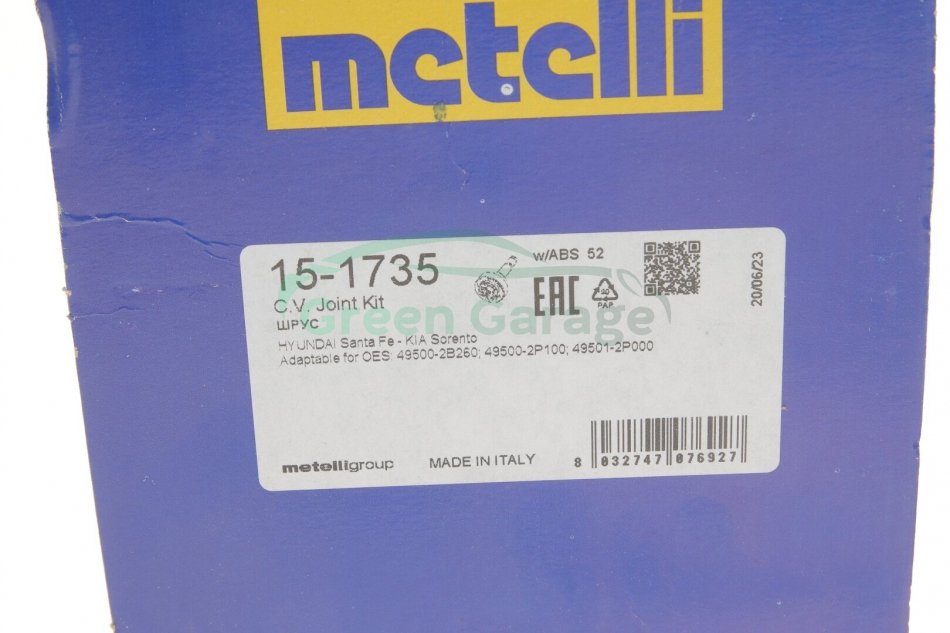 metelli
15-1735
w/ABS 52
C.V. Joint Kit
ШРУС
EAC
PAP
20/06/23
Green Garage
HYUNDAI Santa Fe - KIA Sorento
Adaptable for OES: 49500-2B260; 49500-2P100; 49501-2P000
metelligroup
MADE IN ITALY
8 032747 076927